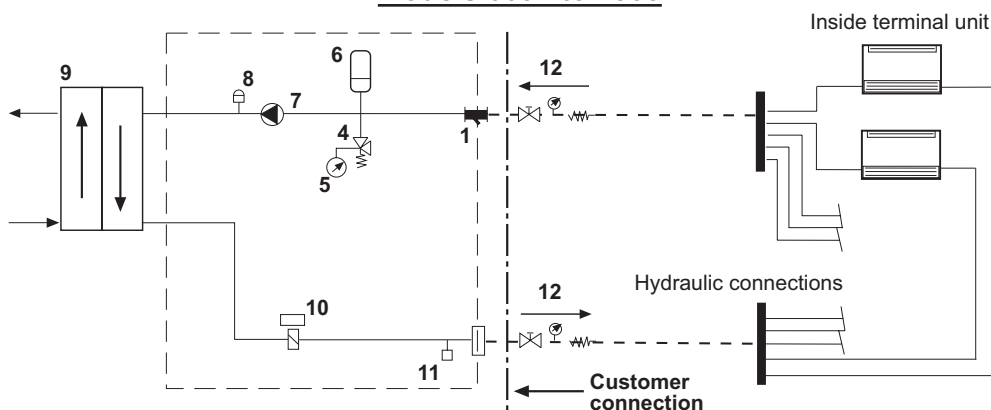 Inside terminal unit
6
12
9
8
7
4
1
5
Hydraulic connections
12
10
11
Customer
connection